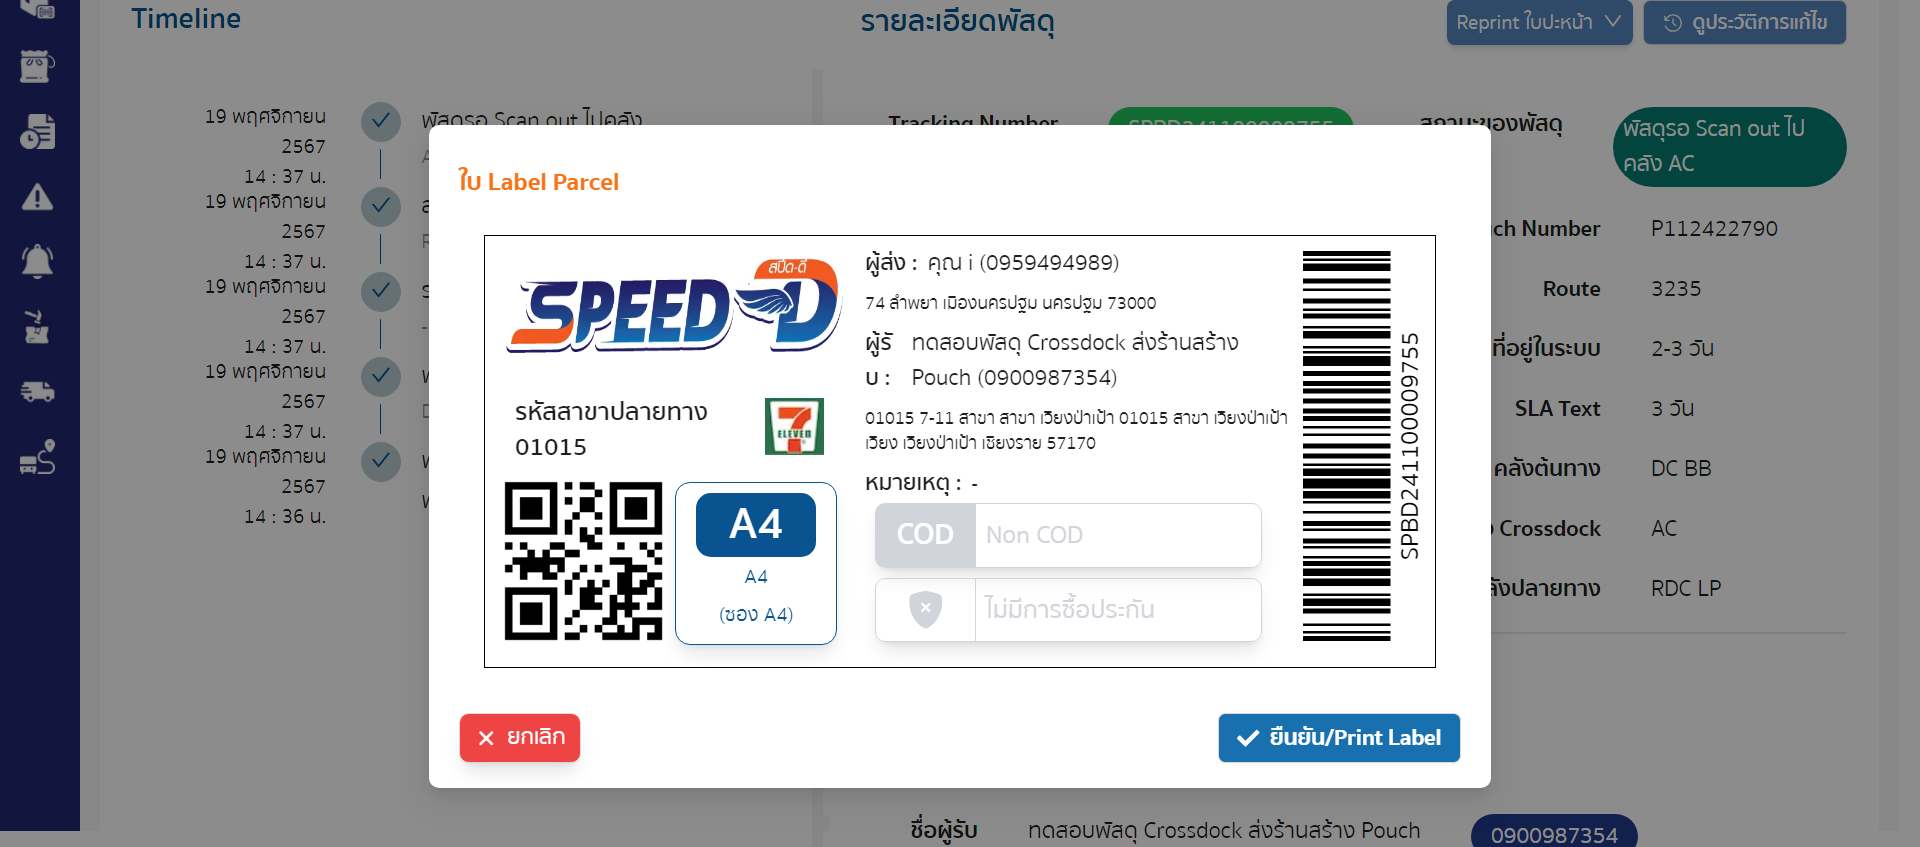 Timeline
รายละเอียดพัสดุ
Reprint ใบปะหน้า
ดูประวัติการแก้ไข
19 พฤศจิกายน
2567
14 : 37 น.
พัสดุรอ Scan out ไปคลัง
19 พฤศจิกายน
2567
14 : 37 น.
19 พฤศจิกายน
2567
14 : 37 น.
19 พฤศจิกายน
2567
14 : 37 น.
19 พฤศจิกายน
2567
14 : 36 น.
Tracking Number
SPBD241100009755
สถานะของพัสดุ
พัสดุรอ Scan out ไป
คลัง AC
ch Number
P112422790
Route
3235
ที่อยู่ในระบบ
2-3 วัน
SLA Text
3 วัน
คลังต้นทาง
DC BB
Crossdock
AC
ลังปลายทาง
RDC LP
ใบ Label Parcel
สปีด-ดี
SPEED-D
รหัสสาขาปลายทาง
01015
7
ELEVEN
A4
A4
(ซอง A4)
ผู้ส่ง : คุณ i (0959494989)
74 ลำพยา เมืองนครปฐม นครปฐม 73000
ผู้รั
บ :
ทดสอบพัสดุ Crossdock ส่งร้านสร้าง
Pouch (0900987354)
01015 7-11 สาขา สาขา เวียงป่าเป้า 01015 สาขา เวียงป่าเป้า
เวียง เวียงป่าเป้า เชียงราย 57170
หมายเหตุ : -
COD
Non COD
ไม่มีการซื้อประกัน
SPBD241100009755
ยกเลิก
ยืนยัน/Print Label
ชื่อผู้รับ
ทดสอบพัสดุ Crossdock ส่งร้านสร้าง Pouch
0900987354